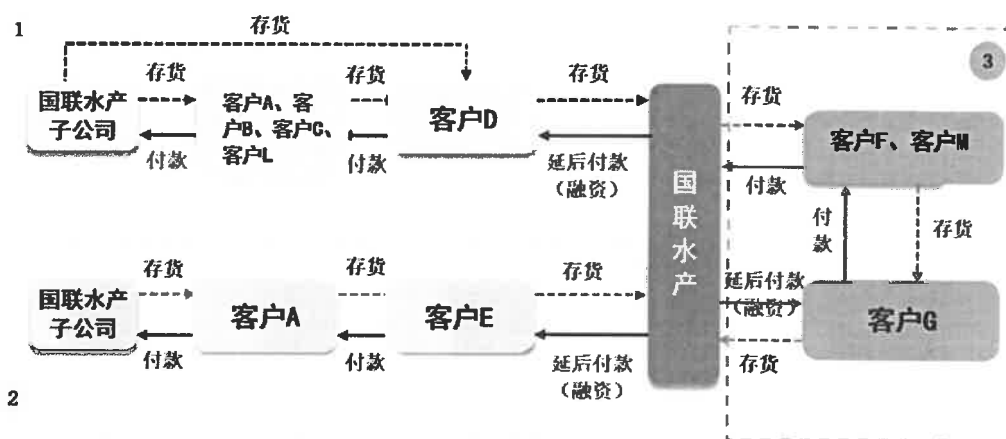 1
存货
3
存货
存货
存货
存货
国联水产
子公司
客户A、客
户B、客户C、
客户L
客户D
客户F、客户M
付款
付款
延后付款
(融资)
付款
国联水产
付款
存货
存货
存货
存货
国联水产
子公司
客户A
客户E
延后付款
(融资)
客户G
付款
付款
延后付款
(融资)
存货
2